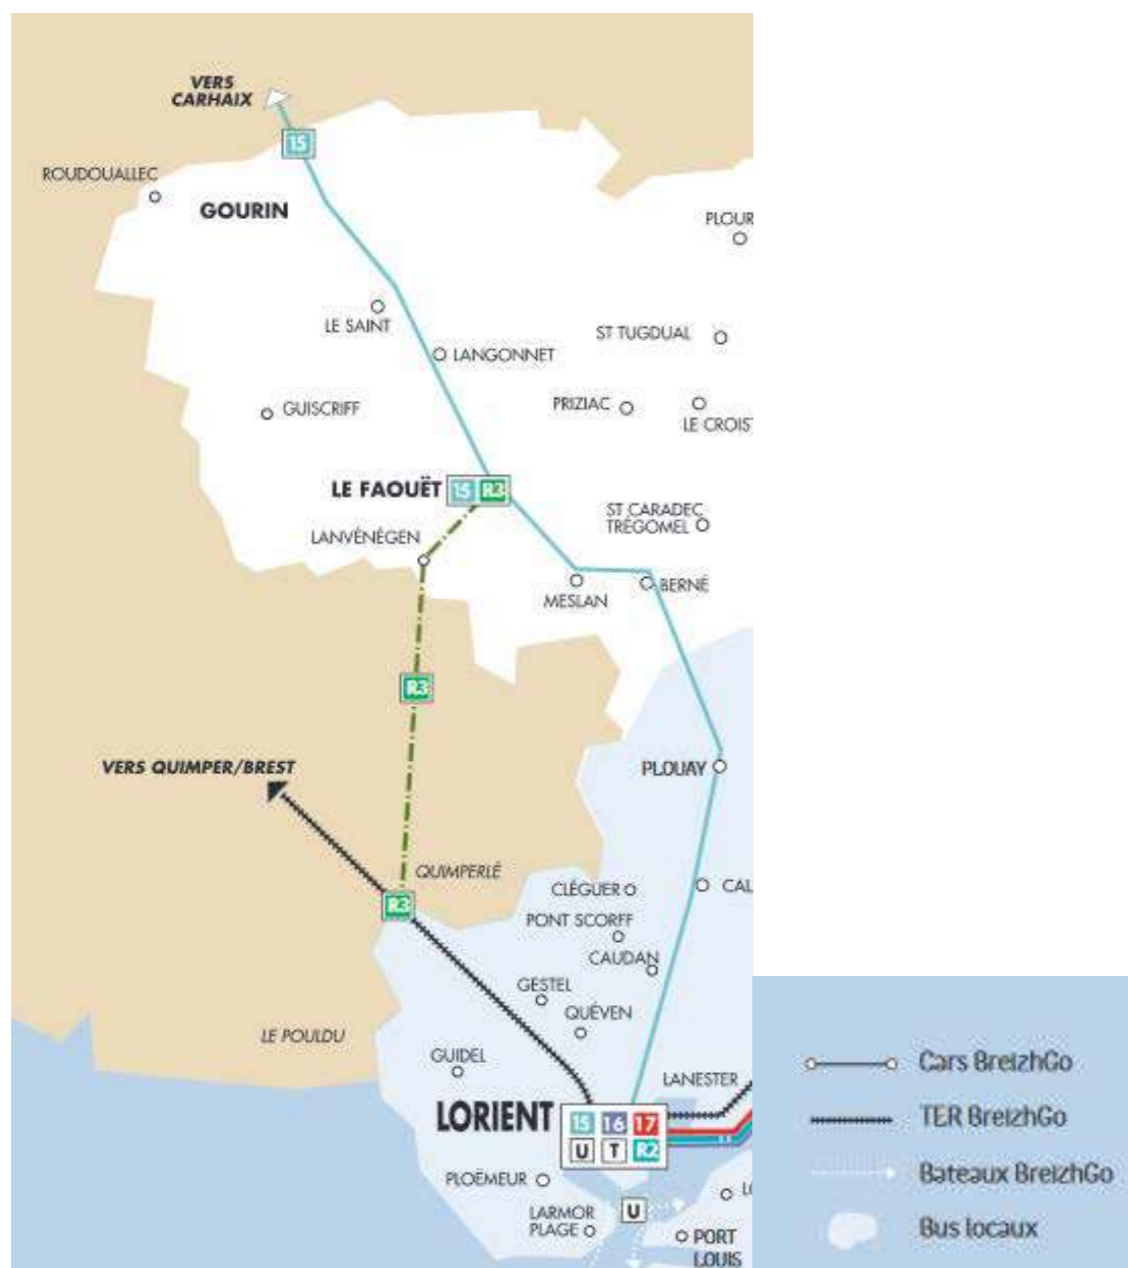 VERS
CARHAIX
15
ROUDOUALLEC
GOURIN
PLOUR
LE SAINT
ST TUGDUAL
LANGONNET
PRIZIAC
GUISCRIFF
LE CROIST
LE FAOUËT 15 R3
ST CARADEC
TRÉGOMEL
LANVÉNÉGEN
BERNÉ
MESLAN
R3
VERS QUIMPER/BREST
PLOUAY
QUIMPERLÉ
R3
CLÉGUER
CAL
PONT SCORFF
CAUDAN
GESTEL
QUÉVEN
LE POULDU
GUIDEL
LANESTER
LORIENT 15 16 17
U T R2
PLOËMEUR
LARMOR
PLAGE
U
PORT
LOUIS
Cars BreizhGo
TER BreizhGo
Bateaux BreizhGo
Bus locaux